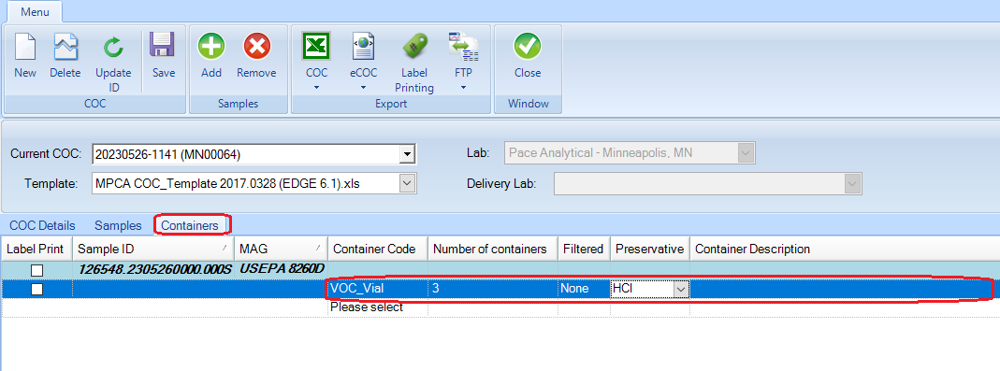 Menu
New Delete Update ID Save Add Remove COC eCOC Label Printing FTP Close
COC Samples Export Window
Current COC: 20230526-1141 (MN00064) Lab: Pace Analytical - Minneapolis, MN
Template: MPCA COC_Template 2017.0328 (EDGE 6.1).xls Delivery Lab:
COC Details Samples Containers
Label Print Sample ID MAG Container Code Number of containers Filtered Preservative Container Description
126548.2305260000.000S USEPA 8260D
VOC_Vial 3 None HCl
Please select